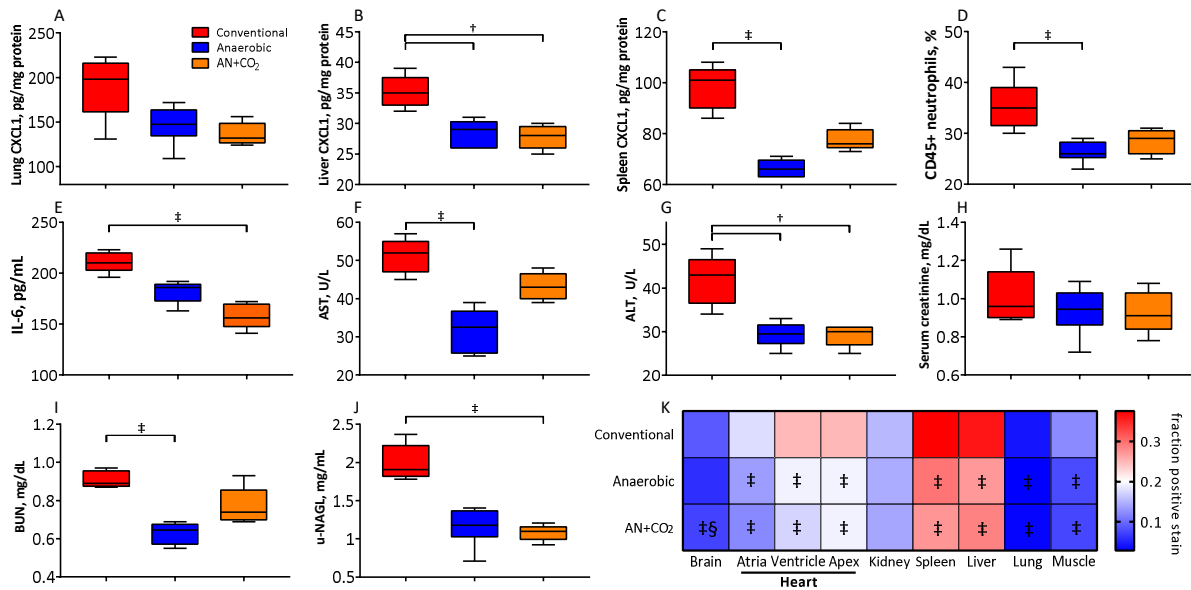 A
Lung CXCL1, pg/mg protein
250
200
150
100
Conventional
Anaerobic
AN+CO2
B
Liver CXCL1, pg/mg protein
45
40
35
30
25
20
†
C
Spleen CXCL1, pg/mg protein
120
100
80
60
‡
D
CD45+ neutrophils, %
50
40
30
20
‡
E
IL-6, pg/mL
250
200
150
100
‡
F
AST, U/L
60
50
40
30
20
‡
G
ALT, U/L
50
40
30
20
†
H
Serum creatinine, mg/dL
1.4
1.2
1.0
0.8
0.6
I
BUN, mg/dL
1.2
1.0
0.8
0.6
0.4
‡
J
u-NAGL, mg/mL
2.5
2
1.5
1
0.5
‡
K
Conventional
Anaerobic ‡ ‡ ‡ ‡ ‡ ‡ ‡
AN+CO2 ‡§ ‡ ‡ ‡ ‡ ‡ ‡ ‡
Brain Atria Ventricle Apex Kidney Spleen Liver Lung Muscle
Heart
0.3
0.2
0.1
fraction positive stain